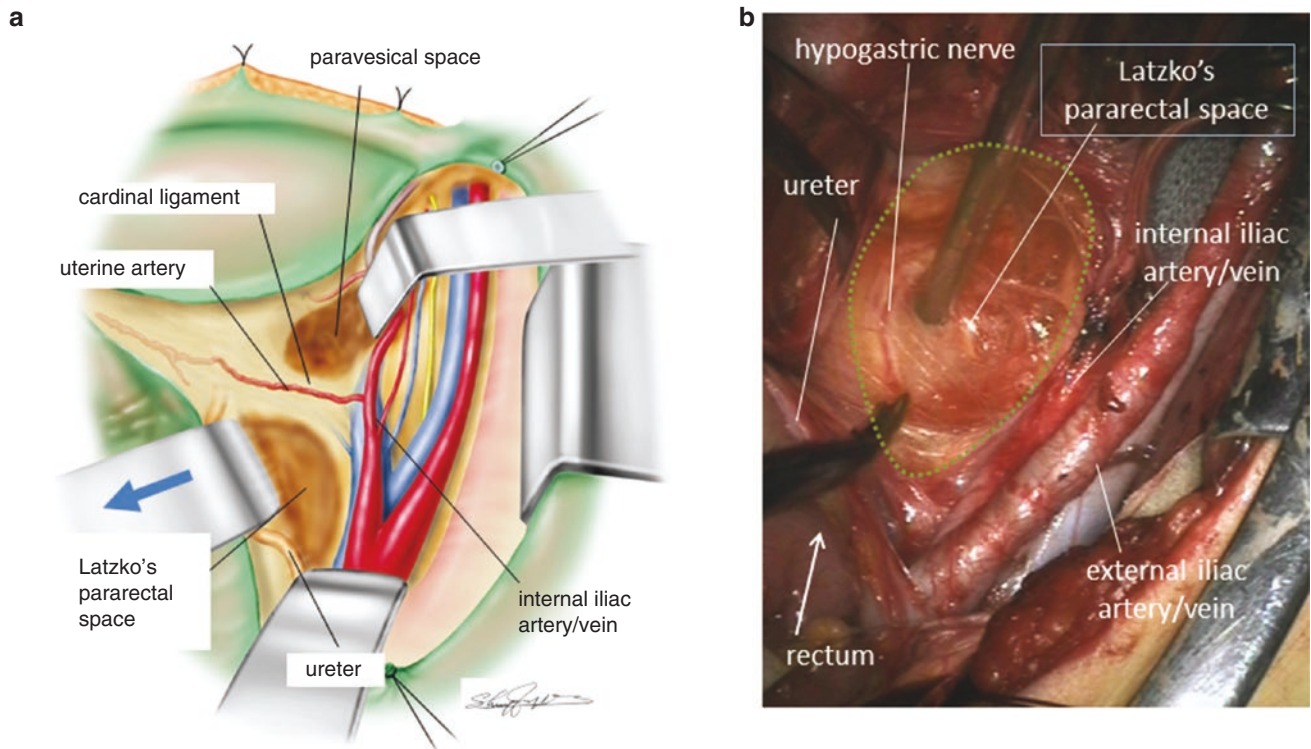 a
paravesical space
cardinal ligament
uterine artery
Latzko's
pararectal
space
ureter
internal iliac
artery/vein
b
hypogastric nerve
Latzko's
pararectal space
ureter
internal iliac
artery/vein
external iliac
artery/vein
rectum